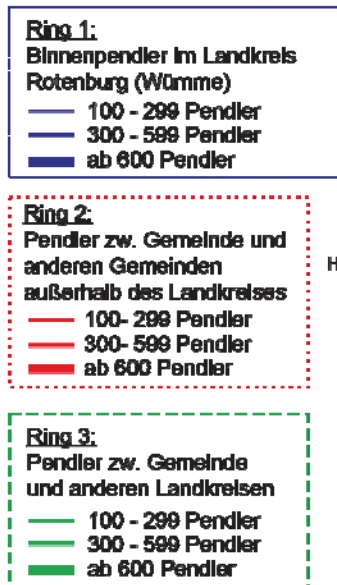 Ring 1:
Binnenpendler im Landkreis
Rotenburg (Wümme)
100 - 299 Pendler
300 - 599 Pendler
ab 600 Pendler
Ring 2:
Pendler zw. Gemeinde und
anderen Gemeinden
außerhalb des Landkreises
100- 299 Pendler
300- 599 Pendler
ab 600 Pendler
H
Ring 3:
Pendler zw. Gemeinde
und anderen Landkreisen
100 - 299 Pendler
300 - 599 Pendler
ab 600 Pendler